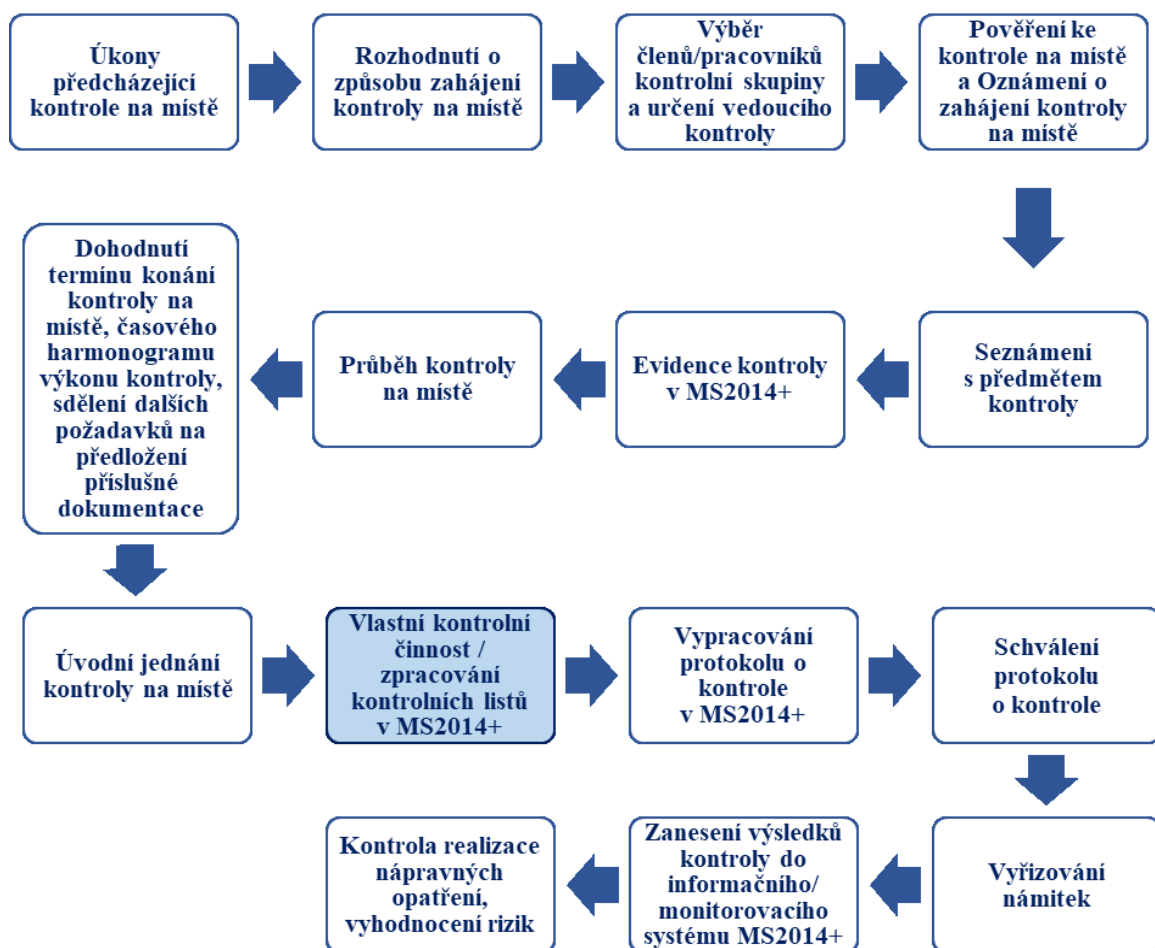 Úkony
předcházející
kontrole na místě
Rozhodnutí o
způsobu zahájení
kontroly na místě
Výběr
členů/pracovníků
kontrolní skupiny
a určení vedoucího
kontroly
Pověření ke
kontrole na místě
a Oznámení o
zahájení kontroly
na místě
Seznámení
s předmětem
kontroly
Evidence kontroly
v MS2014+
Průběh kontroly
na místě
Dohodnutí
termínu konání
kontroly na
místě, časového
harmonogramu
výkonu kontroly,
sdělení dalších
požadavků na
předložení
příslušné
dokumentace
Úvodní jednání
kontroly na místě
Vlastní kontrolní
činnost /
zpracování
kontrolních listů
v MS2014+
Vypracování
protokolu o
kontrole
v MS2014+
Schválení
protokolu
o kontrole
Vyřizování
námitek
Zanesení výsledků
kontroly do
informačního/
monitorovacího
systému MS2014+
Kontrola realizace
nápravných
opatření,
vyhodnocení rizik